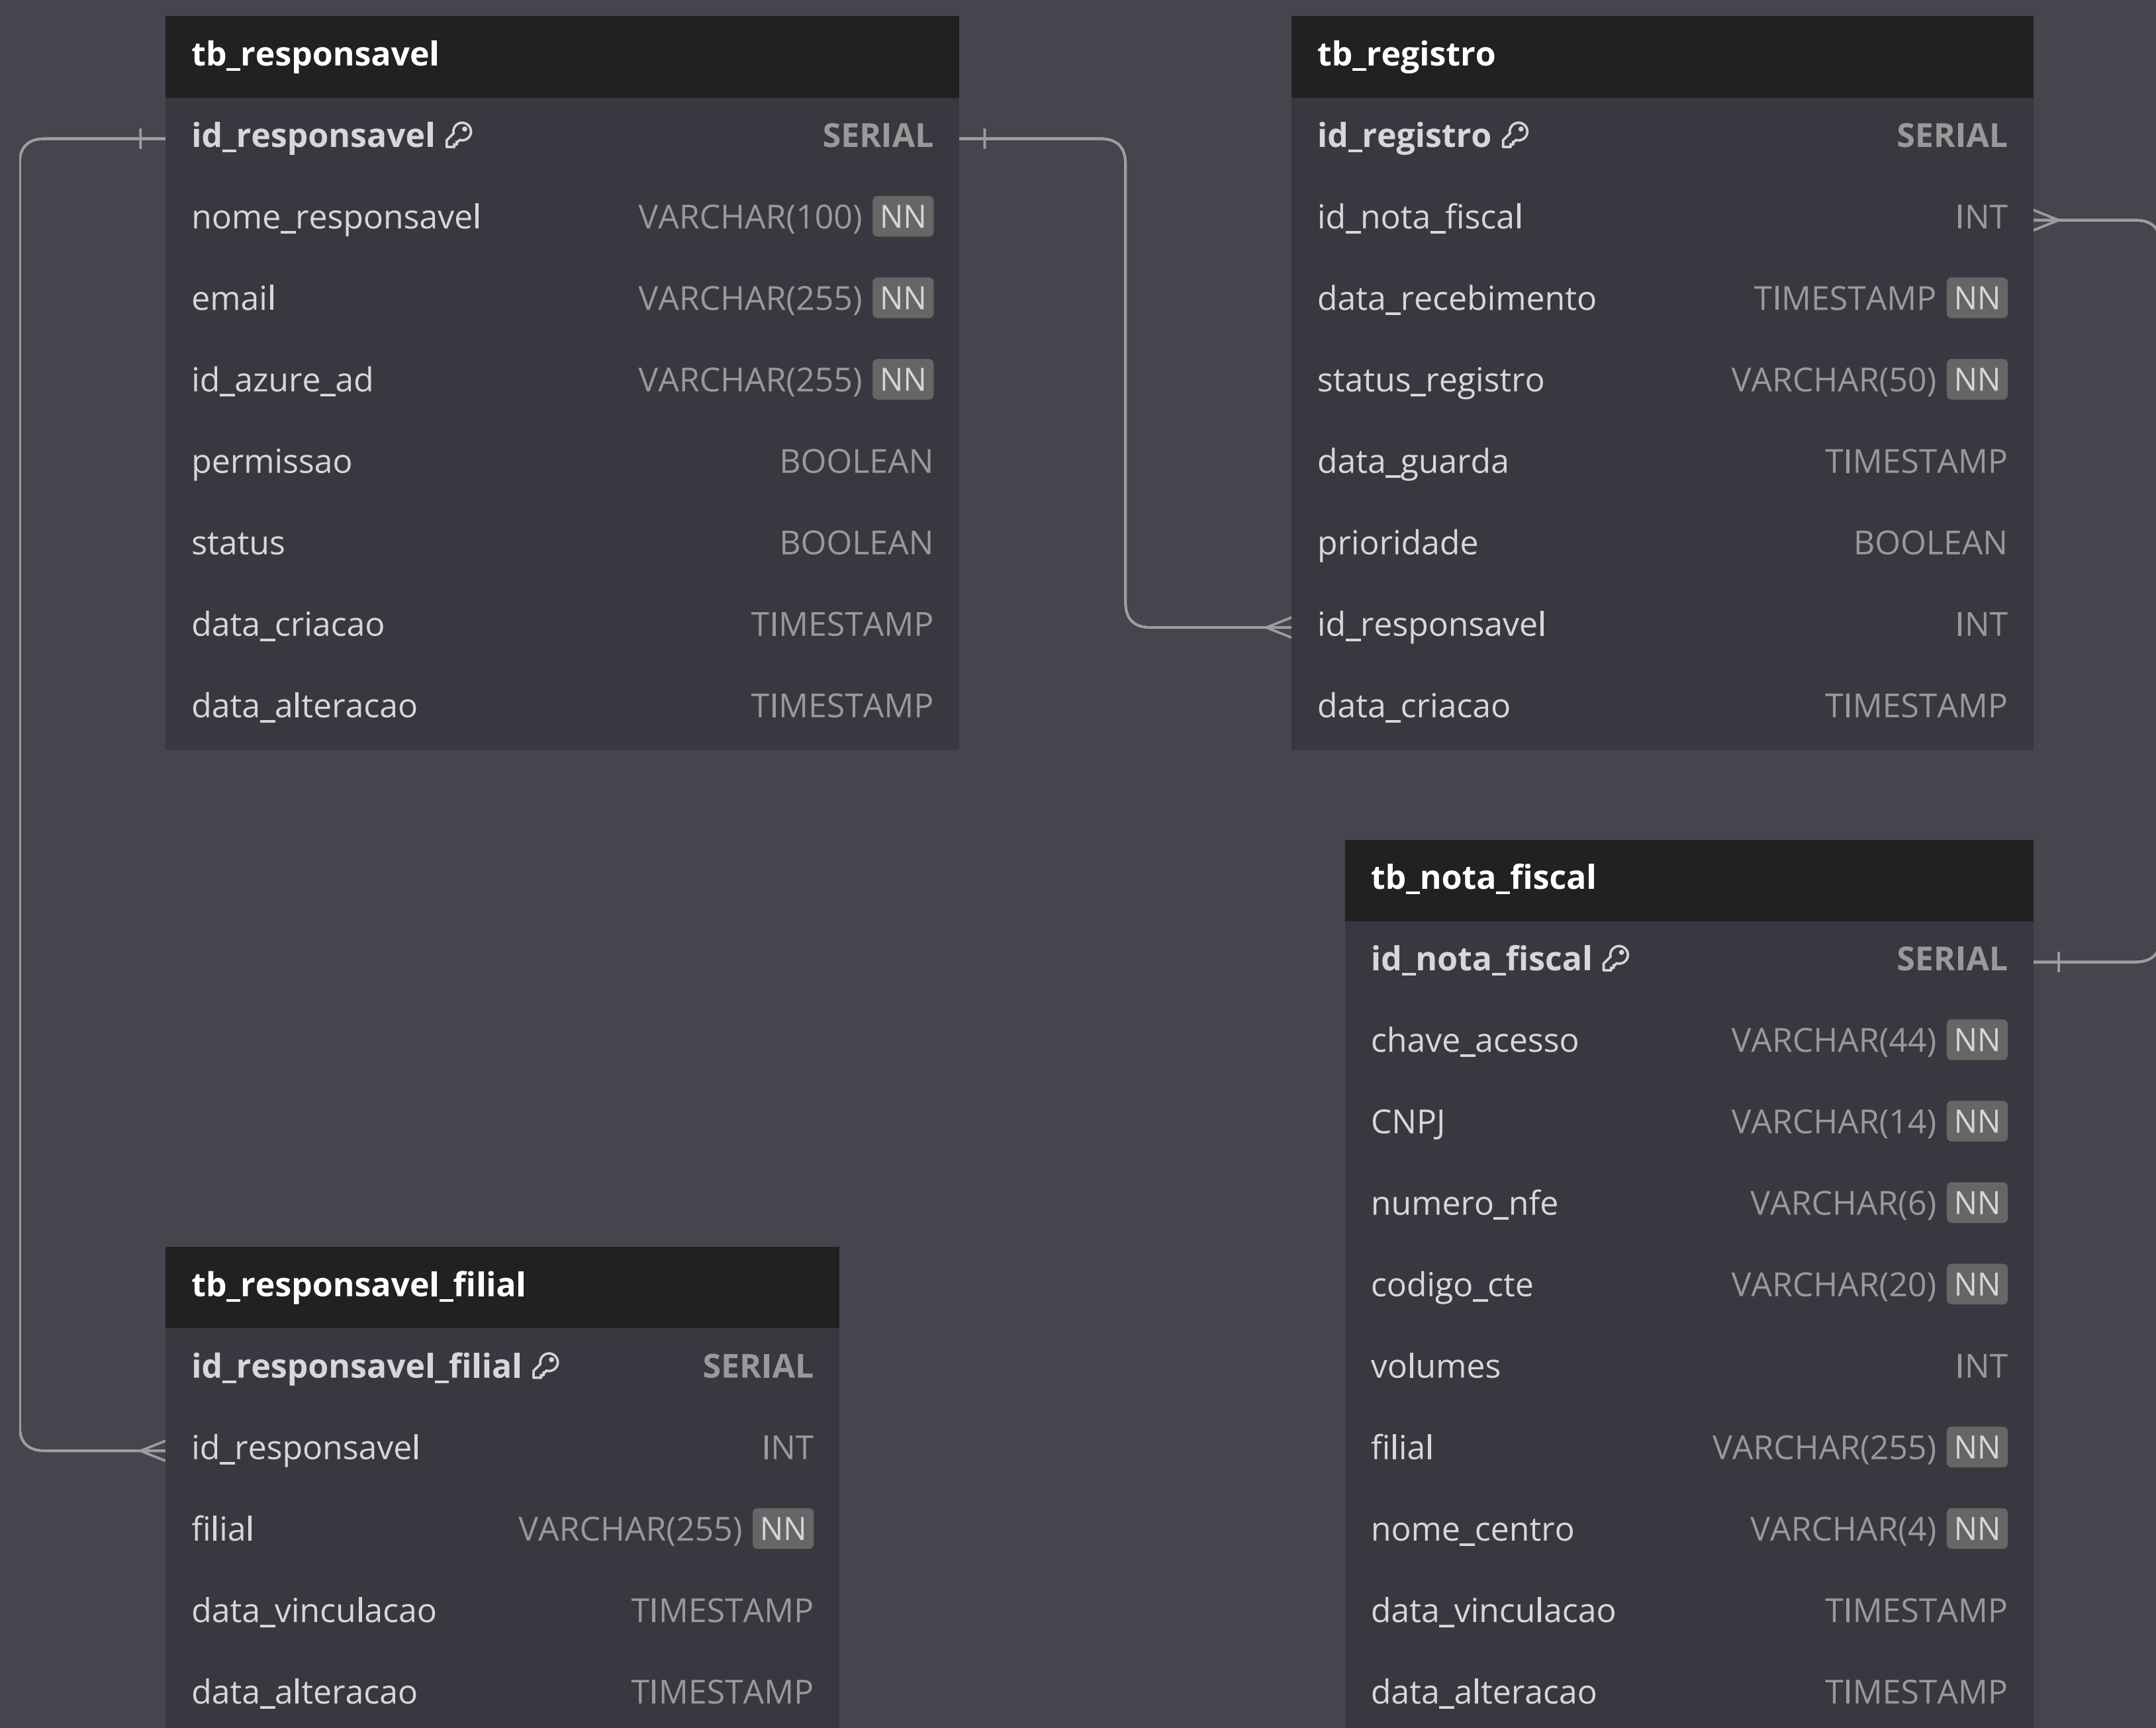 tb_responsavel
id_responsavel SERIAL
nome_responsavel VARCHAR(100) NN
email VARCHAR(255) NN
id_azure_ad VARCHAR(255) NN
permissao BOOLEAN
status BOOLEAN
data_criacao TIMESTAMP
data_alteracao TIMESTAMP
tb_registro
id_registro SERIAL
id_nota_fiscal INT
data_recebimento TIMESTAMP NN
status_registro VARCHAR(50) NN
data_guarda TIMESTAMP
prioridade BOOLEAN
id_responsavel INT
data_criacao TIMESTAMP
tb_responsavel_filial
id_responsavel_filial SERIAL
id_responsavel INT
filial VARCHAR(255) NN
data_vinculacao TIMESTAMP
data_alteracao TIMESTAMP
tb_nota_fiscal
id_nota_fiscal SERIAL
chave_acesso VARCHAR(44) NN
CNPJ VARCHAR(14) NN
numero_nfe VARCHAR(6) NN
codigo_cte VARCHAR(20) NN
volumes INT
filial VARCHAR(255) NN
nome_centro VARCHAR(4) NN
data_vinculacao TIMESTAMP
data_alteracao TIMESTAMP